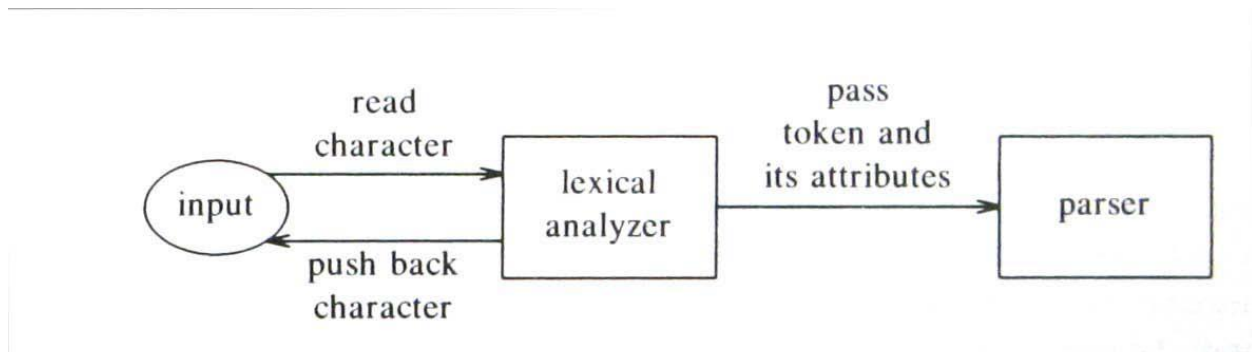 read
character
input
push back
character
lexical
analyzer
pass
token and
its attributes
parser